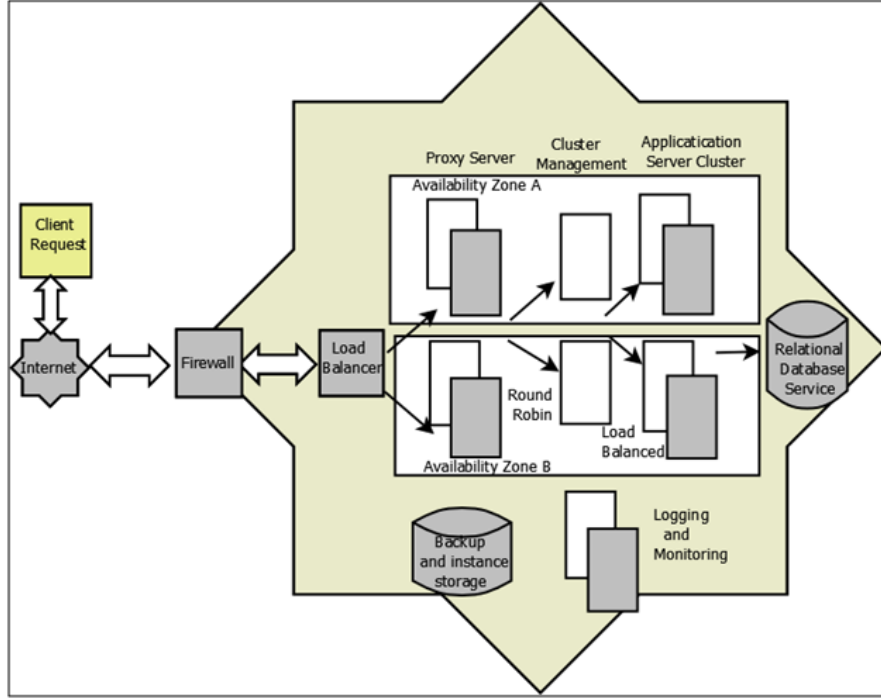 Client
Request
Internet
Firewall
Load
Balancer
Proxy Server
Cluster
Management
Applicatication
Server Cluster
Availability Zone A
Round
Robin
Load
Balanced
Availability Zone B
Relational
Database
Service
Backup
and instance
storage
Logging
and
Monitoring